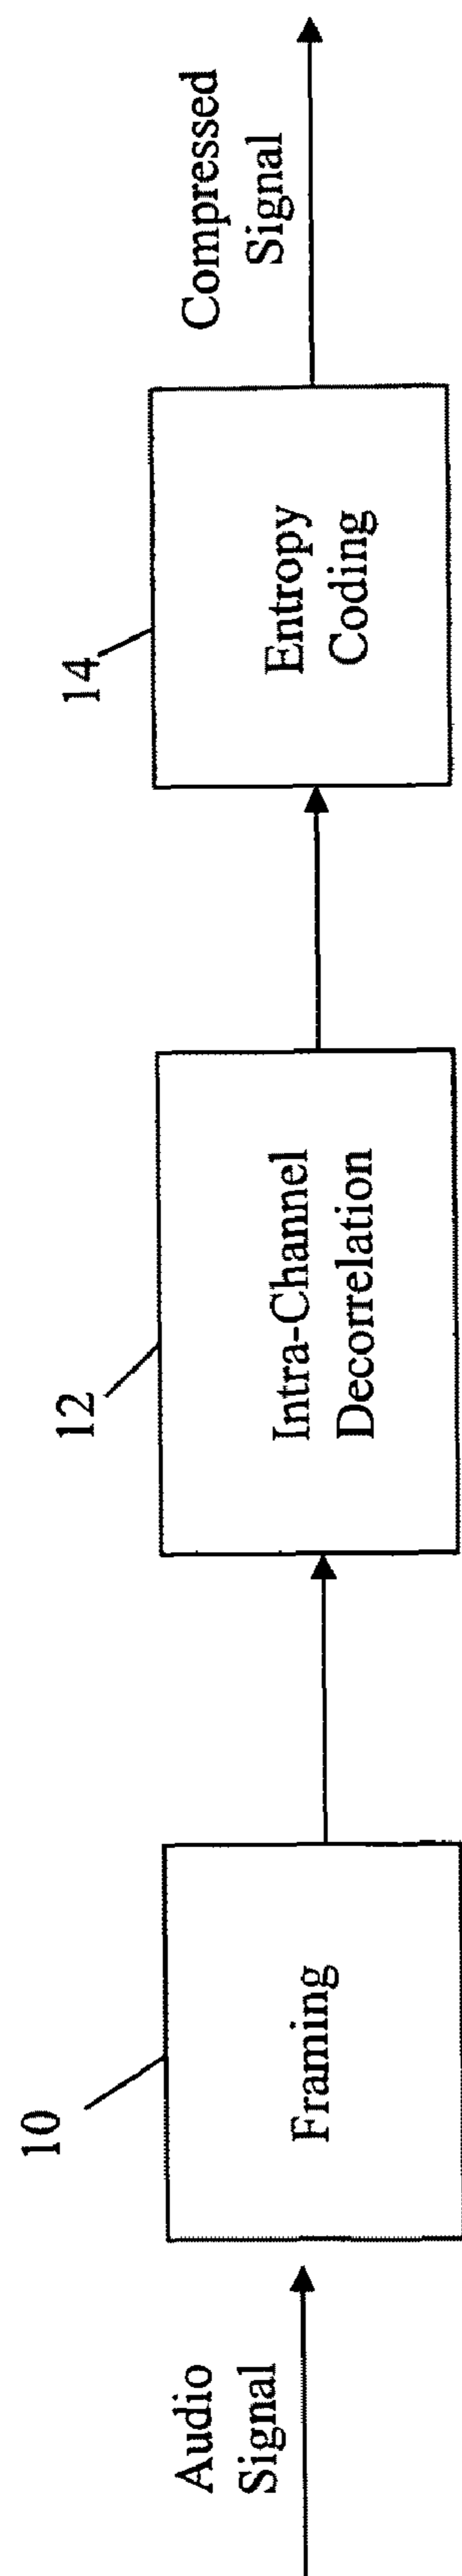 Audio
Signal
10
Framing
12
Intra-Channel
Decorrelation
14
Entropy
Coding
Compressed
Signal